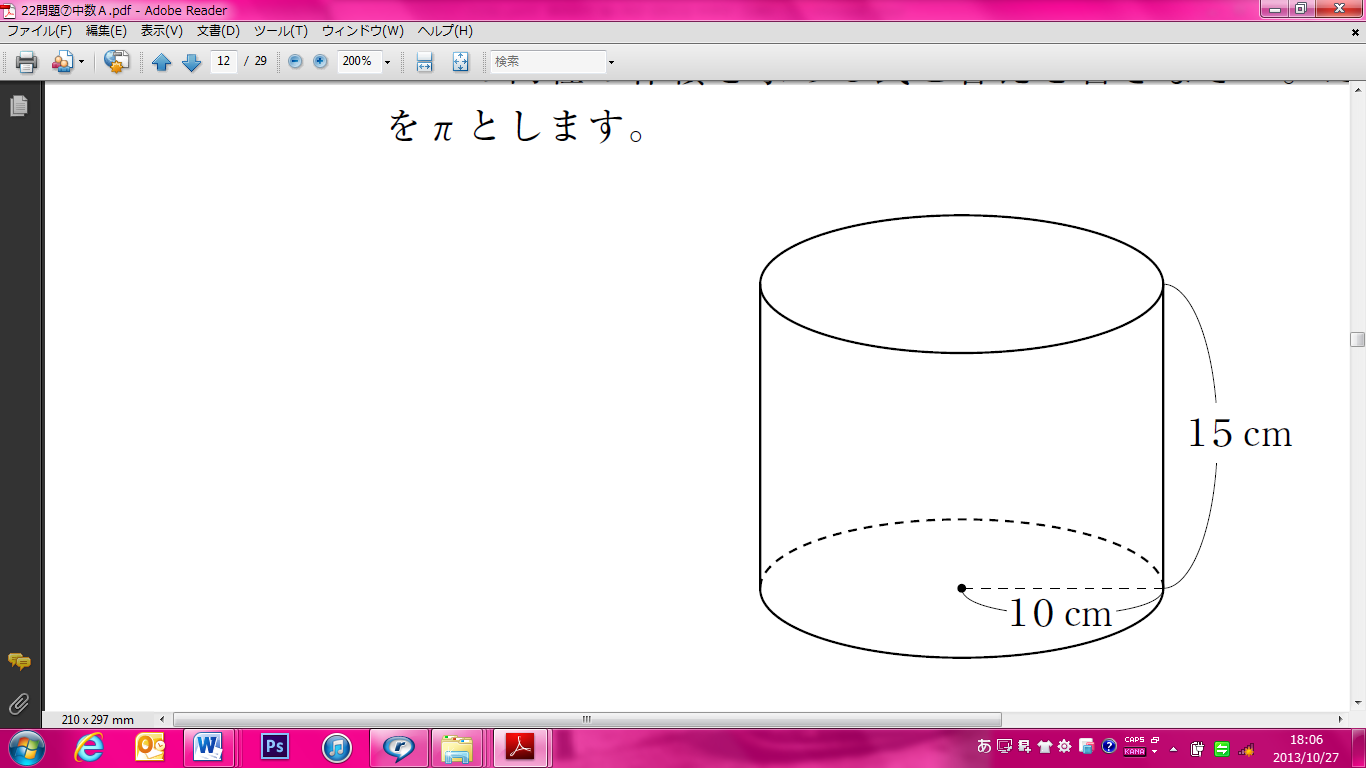 22問題⑦中数A.pdf - Adobe Reader
ファイル(F) 編集(E) 表示(V) 文書(D) ツール(T) ウィンドウ(W) ヘルプ(H)
12 / 29 200% 検索
をπとします。
15 cm
10 cm
210 x 297 mm
あ CAPS KANA
18:06
2013/10/27